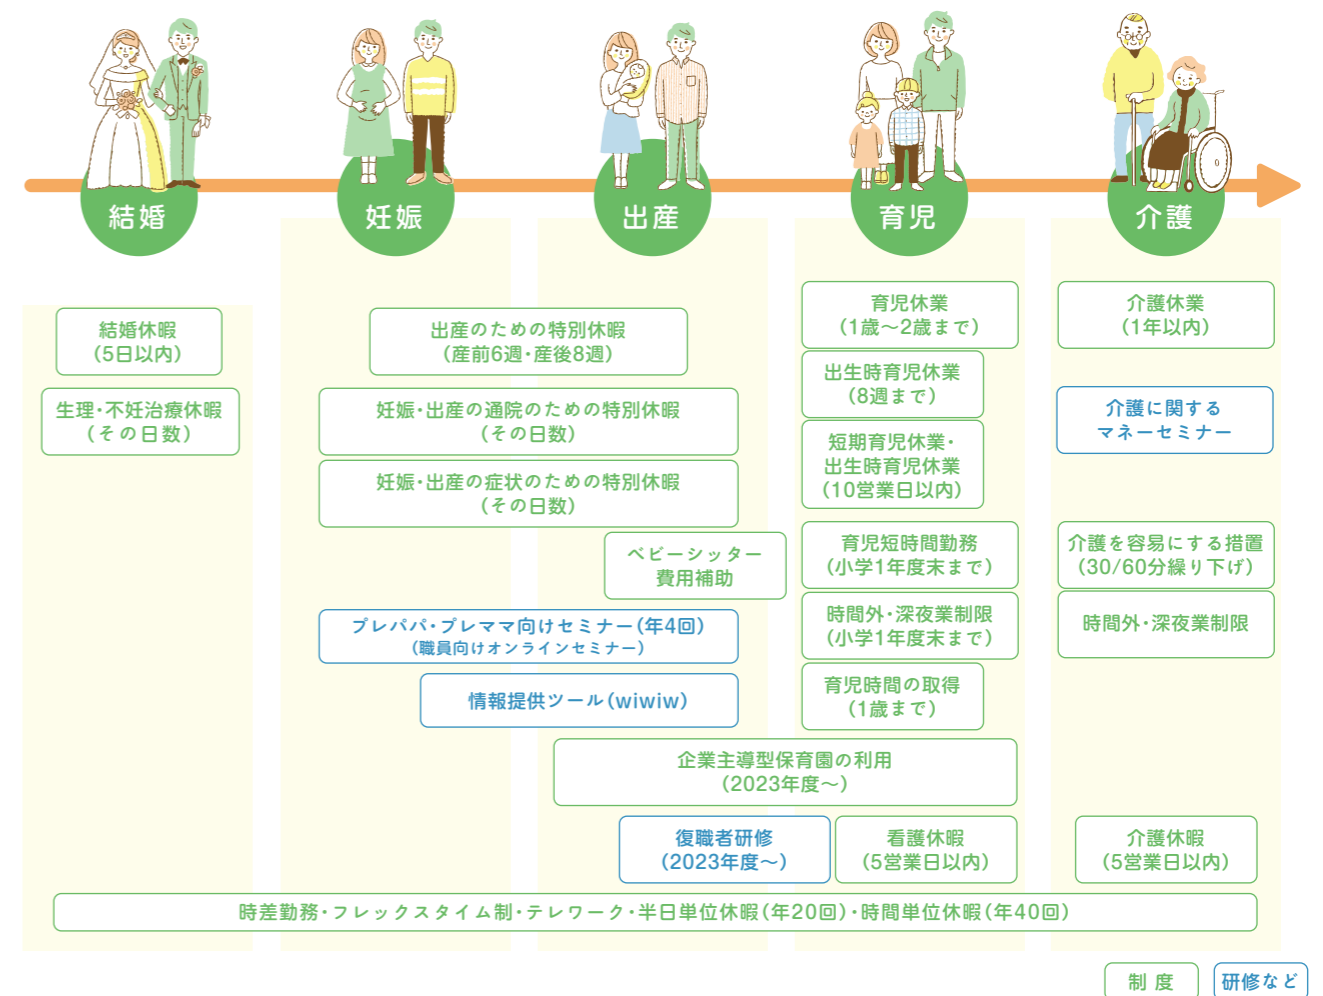 結婚
妊娠
出産
育児
介護
結婚休暇
(5日以内)
生理・不妊治療休暇
(その日数)
出産のための特別休暇
(産前6週・産後8週)
妊娠・出産の通院のための特別休暇
(その日数)
妊娠・出産の症状のための特別休暇
(その日数)
ベビーシッター
費用補助
プレパパ・プレママ向けセミナー(年4回)
(職員向けオンラインセミナー)
情報提供ツール(wiwiw)
育児休業
(1歳〜2歳まで)
出生時育児休業
(8週まで)
短期育児休業・
出生時育児休業
(10営業日以内)
育児短時間勤務
(小学1年度末まで)
時間外・深夜業制限
(小学1年度末まで)
育児時間の取得
(1歳まで)
企業主導型保育園の利用
(2023年度〜)
復職者研修
(2023年度〜)
看護休暇
(5営業日以内)
介護休業
(1年以内)
介護に関する
マネーセミナー
介護を容易にする措置
(30/60分繰り下げ)
時間外・深夜業制限
介護休暇
(5営業日以内)
時差勤務・フレックスタイム制・テレワーク・半日単位休暇(年20回)・時間単位休暇(年40回)
制度
研修など